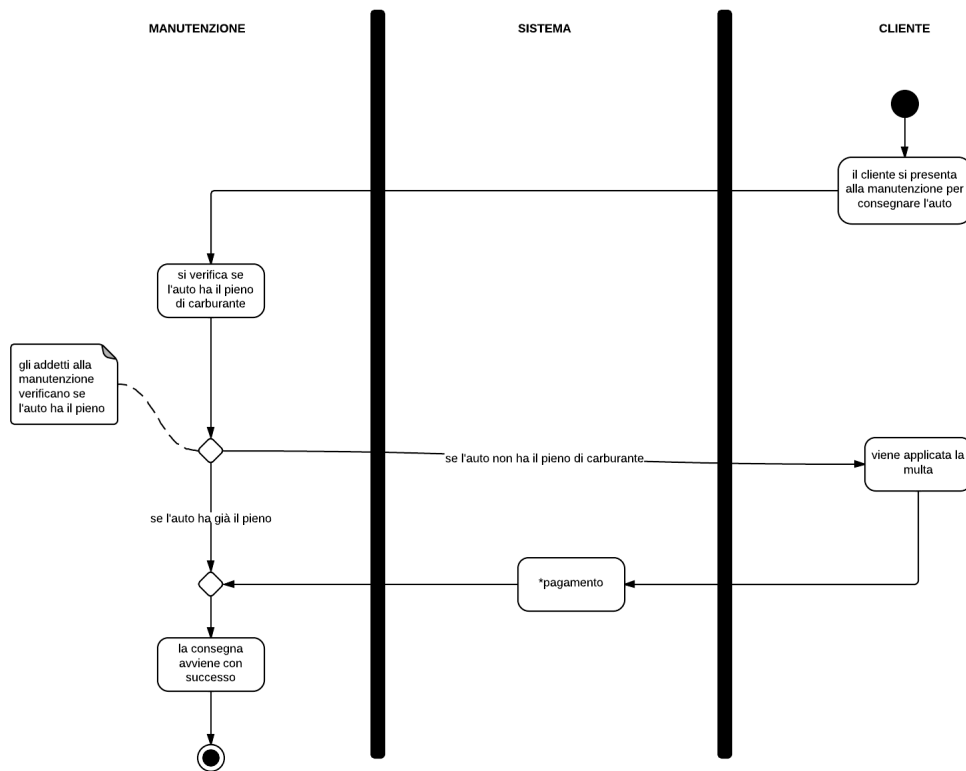 MANUTENZIONE
SISTEMA
CLIENTE
il cliente si presenta
alla manutenzione per
consegnare l'auto
si verifica se
l'auto ha il pieno
di carburante
gli addetti alla
manutenzione
verificano se
l'auto ha il pieno
se l'auto non ha il pieno di carburante
viene applicata la
multa
se l'auto ha già il pieno
*pagamento
la consegna
avviene con
successo